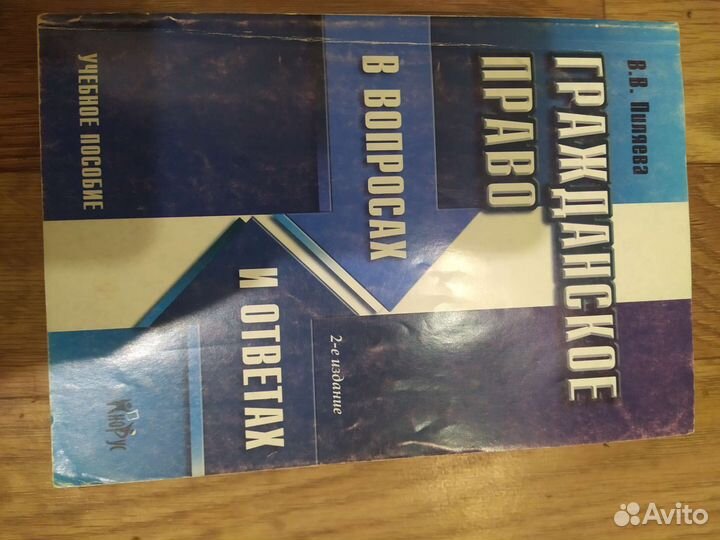 В.В. Пиляева
ГРАЖДАНСКОЕ
ПРАВО
В ВОПРОСАХ
И ОТВЕТАХ
2-е издание
УЧЕБНОЕ ПОСОБИЕ
КноРус
Avito